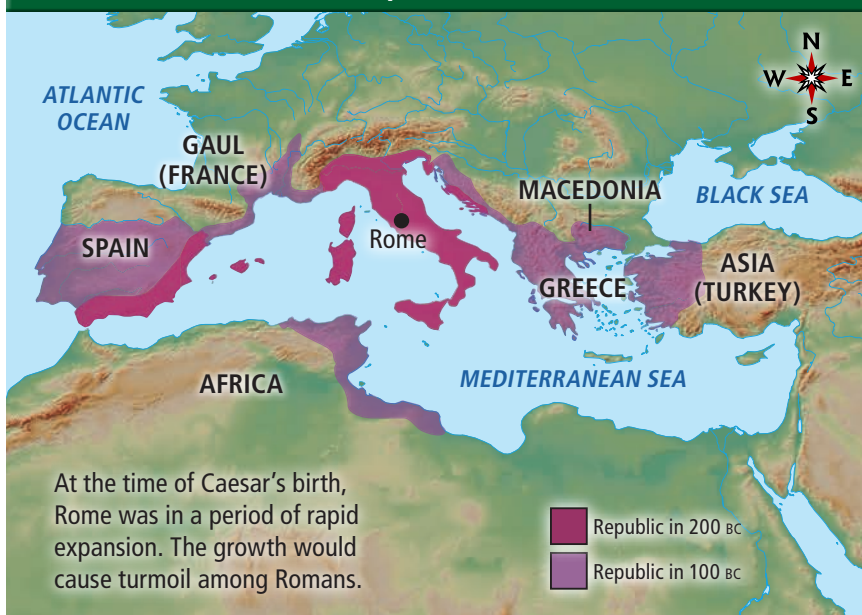 N
W E
S
ATLANTIC
OCEAN
GAUL
(FRANCE)
MACEDONIA
BLACK SEA
SPAIN
Rome
ASIA
(TURKEY)
GREECE
AFRICA
MEDITERRANEAN SEA
At the time of Caesar’s birth,
Rome was in a period of rapid
expansion. The growth would
cause turmoil among Romans.
Republic in 200 BC
Republic in 100 BC